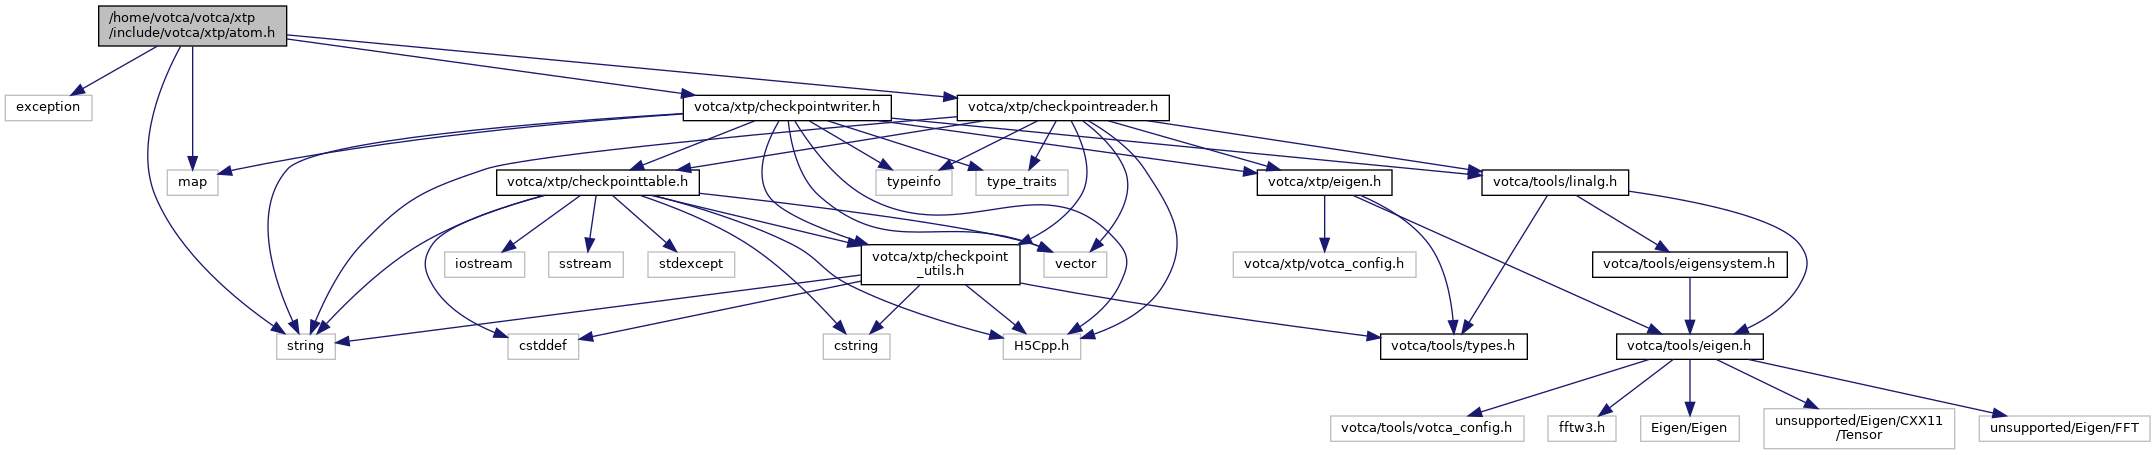 /home/votca/votca/xtp
/include/votca/xtp/atom.h
exception
votca/xtp/checkpointwriter.h
votca/xtp/checkpointreader.h
map
votca/xtp/checkpointtable.h
typeinfo
type_traits
votca/xtp/eigen.h
votca/tools/linalg.h
iostream
sstream
stdexcept
votca/xtp/checkpoint
_utils.h
vector
votca/xtp/votca_config.h
votca/tools/eigensystem.h
string
cstddef
cstring
H5Cpp.h
votca/tools/types.h
votca/tools/eigen.h
votca/tools/votca_config.h
fftw3.h
Eigen/Eigen
unsupported/Eigen/CXX11
/Tensor
unsupported/Eigen/FFT